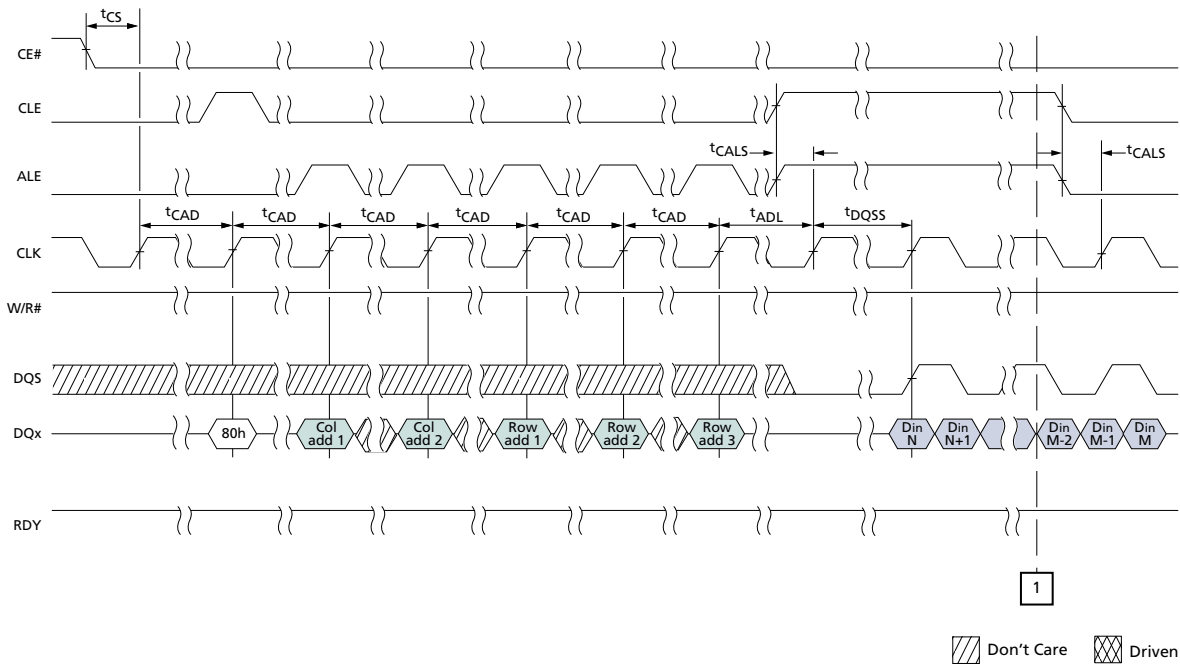 tCS
CE#
CLE
tCALS
tCALS
ALE
tCAD
tCAD
tCAD
tCAD
tCAD
tCAD
tADL
tDQSS
CLK
W/R#
DQS
DQx
80h
Col add 1
Col add 2
Row add 1
Row add 2
Row add 3
Din N
Din N+1
Din M-2
Din M-1
Din M
RDY
1
Don't Care
Driven